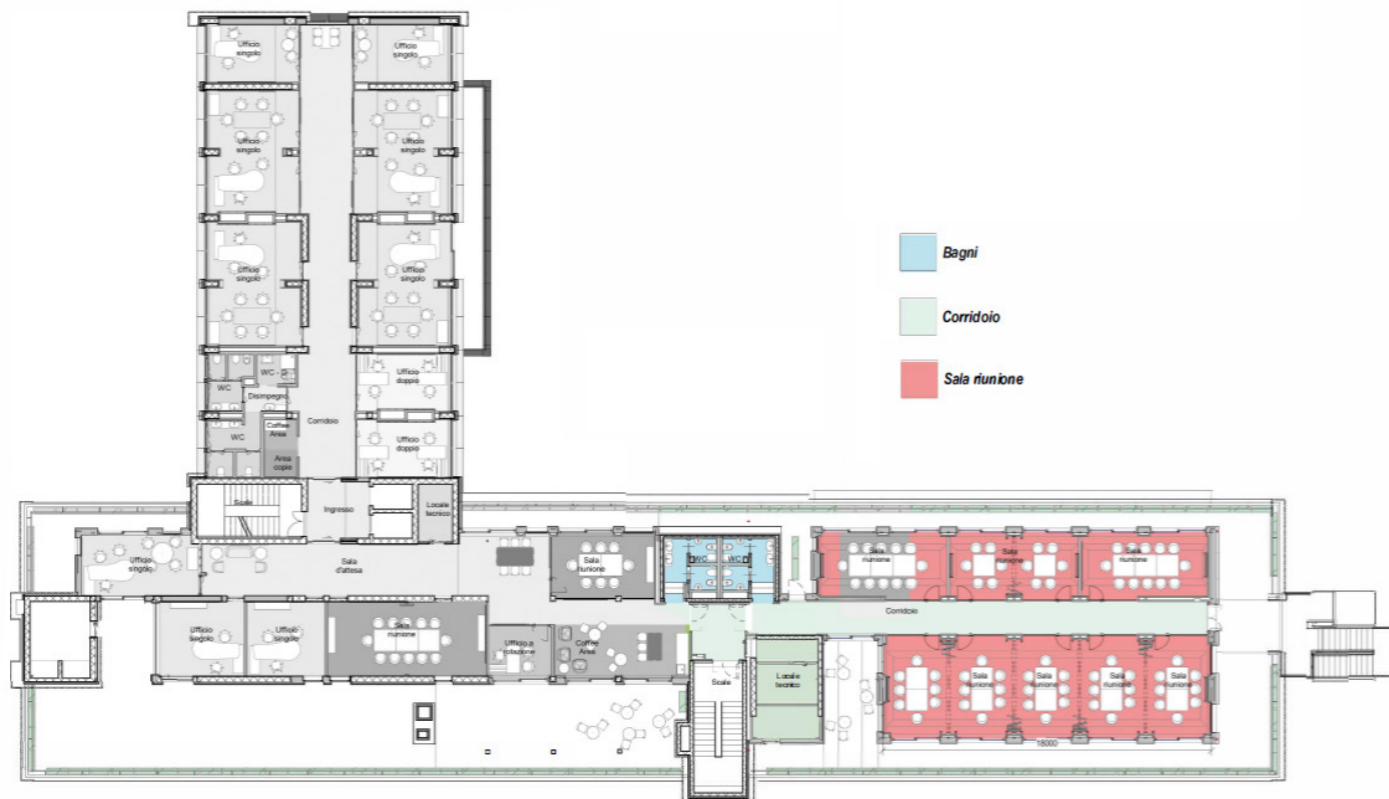 Ufficio
singolo
Ufficio
singolo
Ufficio
singolo
Ufficio
singolo
Ufficio
singolo
Ufficio
singolo
WC
WC -
Disimpegno
Ufficio
doppio
WC
Coffee
Area
Area
copie
Corridoio
Ufficio
doppio
Scale
Ingresso
Locale
tecnico
Ufficio
singolo
Sala
d'attesa
Sala
riunione
WC
WC
Sala
riunione
Sala
riunione
Sala
riunione
Corridoio
Ufficio
singolo
Ufficio
singolo
Sala
riunione
Ufficio a
rotazione
Coffee
Area
Scale
Locale
tecnico
Sala
riunione
Sala
riunione
Sala
riunione
Sala
riunione
Sala
riunione
18000
Bagni
Corridoio
Sala riunione